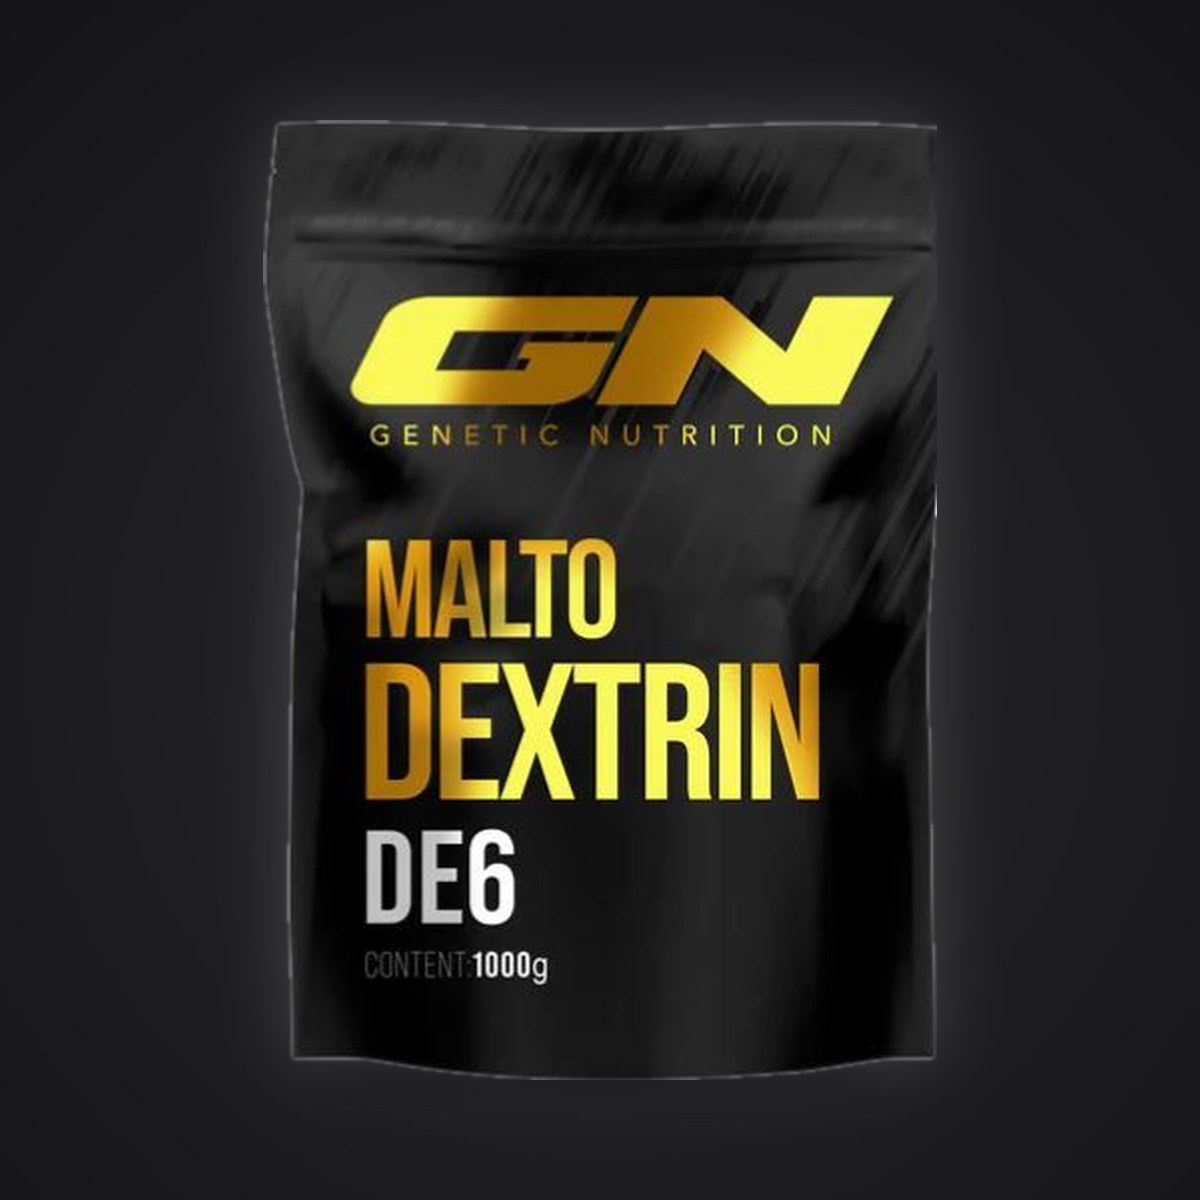 GN
GENETIC NUTRITION
MALTO
DEXTRIN
DE6
CONTENT:1000g